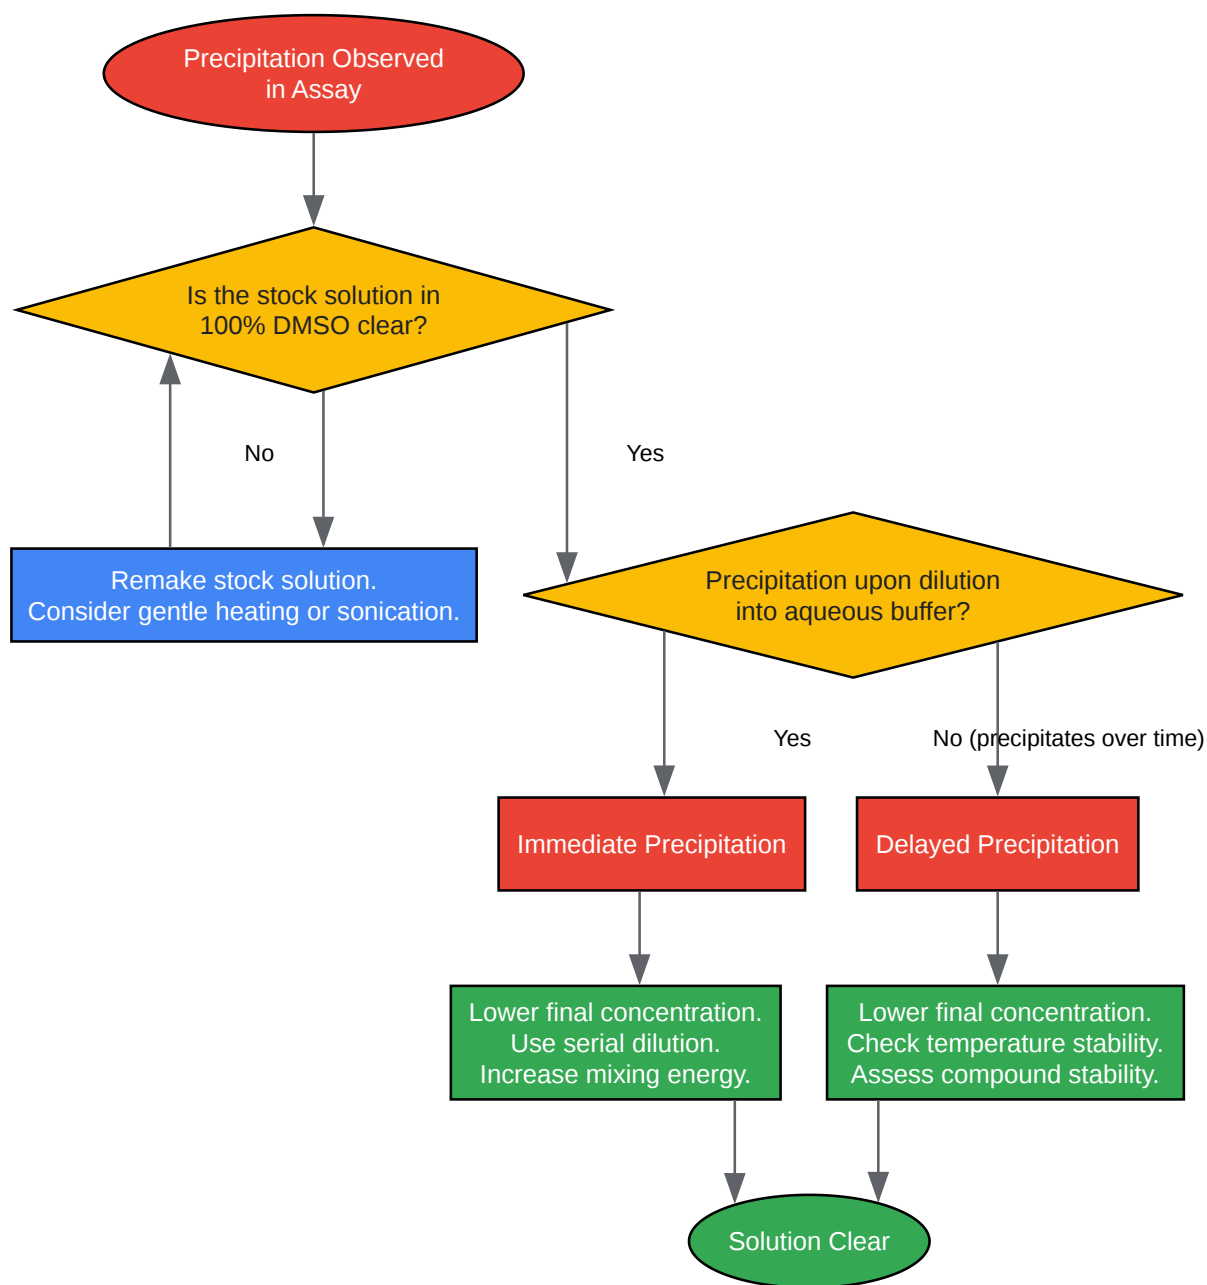 Precipitation Observed
in Assay
Is the stock solution in
100% DMSO clear?
No
Yes
Remake stock solution.
Consider gentle heating or sonication.
Precipitation upon dilution
into aqueous buffer?
Yes
No (precipitates over time)
Immediate Precipitation
Delayed Precipitation
Lower final concentration.
Use serial dilution.
Increase mixing energy.
Lower final concentration.
Check temperature stability.
Assess compound stability.
Solution Clear